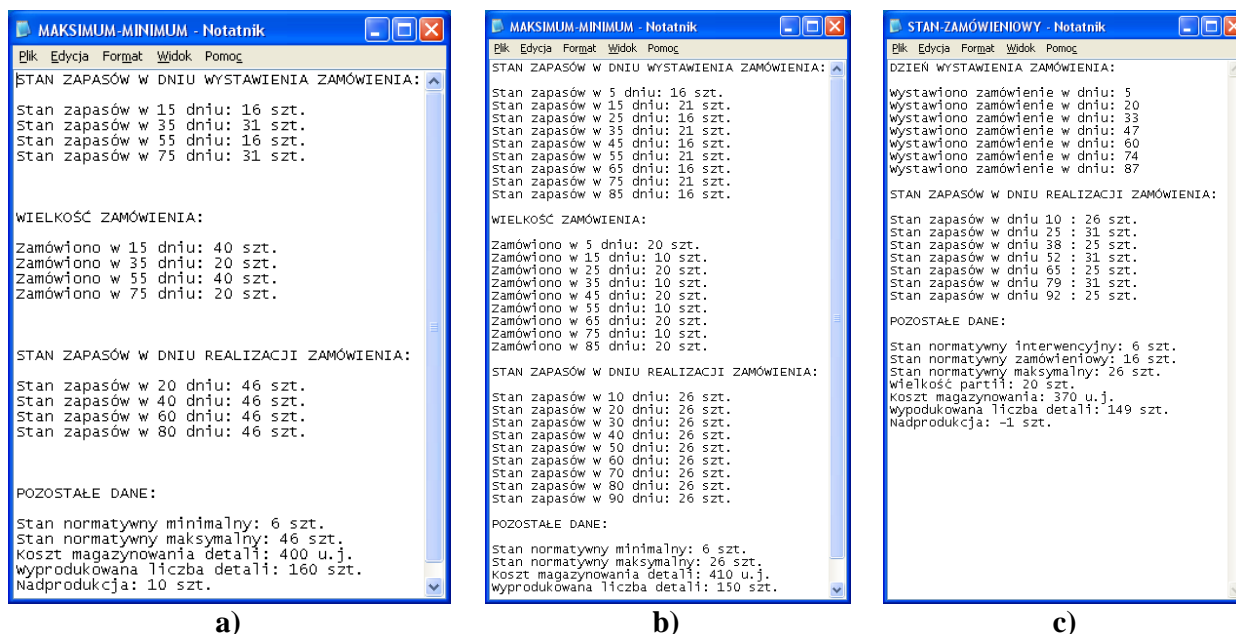 MAKSIMUM-MINIMUM - Notatnik
Plik Edycja Format Widok Pomoc
STAN ZAPASÓW W DNIU WYSTAWIENIA ZAMÓWIENIA:
Stan zapasów w 15 dniu: 16 szt.
Stan zapasów w 35 dniu: 31 szt.
Stan zapasów w 55 dniu: 16 szt.
Stan zapasów w 75 dniu: 31 szt.
WIELKOŚĆ ZAMÓWIENIA:
Zamówiono w 15 dniu: 40 szt.
Zamówiono w 35 dniu: 20 szt.
Zamówiono w 55 dniu: 40 szt.
Zamówiono w 75 dniu: 20 szt.
STAN ZAPASÓW W DNIU REALIZACJI ZAMÓWIENIA:
Stan zapasów w 20 dniu: 46 szt.
Stan zapasów w 40 dniu: 46 szt.
Stan zapasów w 60 dniu: 46 szt.
Stan zapasów w 80 dniu: 46 szt.
POZOSTAŁE DANE:
Stan normatywny minimalny: 6 szt.
Stan normatywny maksymalny: 46 szt.
Koszt magazynowania detali: 400 u.j.
Wyprodukowana liczba detali: 160 szt.
Nadprodukcja: 10 szt.
a)
MAKSIMUM-MINIMUM - Notatnik
Plik Edycja Format Widok Pomoc
STAN ZAPASÓW W DNIU WYSTAWIENIA ZAMÓWIENIA:
Stan zapasów w 5 dniu: 16 szt.
Stan zapasów w 15 dniu: 21 szt.
Stan zapasów w 25 dniu: 16 szt.
Stan zapasów w 35 dniu: 21 szt.
Stan zapasów w 45 dniu: 16 szt.
Stan zapasów w 55 dniu: 21 szt.
Stan zapasów w 65 dniu: 16 szt.
Stan zapasów w 75 dniu: 21 szt.
Stan zapasów w 85 dniu: 16 szt.
WIELKOŚĆ ZAMÓWIENIA:
Zamówiono w 5 dniu: 20 szt.
Zamówiono w 15 dniu: 10 szt.
Zamówiono w 25 dniu: 20 szt.
Zamówiono w 35 dniu: 10 szt.
Zamówiono w 45 dniu: 20 szt.
Zamówiono w 55 dniu: 10 szt.
Zamówiono w 65 dniu: 20 szt.
Zamówiono w 75 dniu: 10 szt.
Zamówiono w 85 dniu: 20 szt.
STAN ZAPASÓW W DNIU REALIZACJI ZAMÓWIENIA:
Stan zapasów w 10 dniu: 26 szt.
Stan zapasów w 20 dniu: 26 szt.
Stan zapasów w 30 dniu: 26 szt.
Stan zapasów w 40 dniu: 26 szt.
Stan zapasów w 50 dniu: 26 szt.
Stan zapasów w 60 dniu: 26 szt.
Stan zapasów w 70 dniu: 26 szt.
Stan zapasów w 80 dniu: 26 szt.
Stan zapasów w 90 dniu: 26 szt.
POZOSTAŁE DANE:
Stan normatywny minimalny: 6 szt.
Stan normatywny maksymalny: 26 szt.
Koszt magazynowania detali: 410 u.j.
Wyprodukowana liczba detali: 150 szt.
b)
STAN-ZAMÓWIENIOWY - Notatnik
Plik Edycja Format Widok Pomoc
DZIEŃ WYSTAWIENIA ZAMÓWIENIA:
Wystawiono zamówienie w dniu: 5
Wystawiono zamówienie w dniu: 20
Wystawiono zamówienie w dniu: 33
Wystawiono zamówienie w dniu: 47
Wystawiono zamówienie w dniu: 60
Wystawiono zamówienie w dniu: 74
Wystawiono zamówienie w dniu: 87
STAN ZAPASÓW W DNIU REALIZACJI ZAMÓWIENIA:
Stan zapasów w dniu 10 : 26 szt.
Stan zapasów w dniu 25 : 31 szt.
Stan zapasów w dniu 38 : 25 szt.
Stan zapasów w dniu 52 : 31 szt.
Stan zapasów w dniu 65 : 25 szt.
Stan zapasów w dniu 79 : 31 szt.
Stan zapasów w dniu 92 : 25 szt.
POZOSTAŁE DANE:
Stan normatywny interwencyjny: 6 szt.
Stan normatywny zamówieniowy: 16 szt.
Stan normatywny maksymalny: 26 szt.
Wielkość partii: 20 szt.
Koszt magazynowania: 370 u.j.
Wypodukowana liczba detali: 149 szt.
Nadprodukcja: -1 szt.
c)